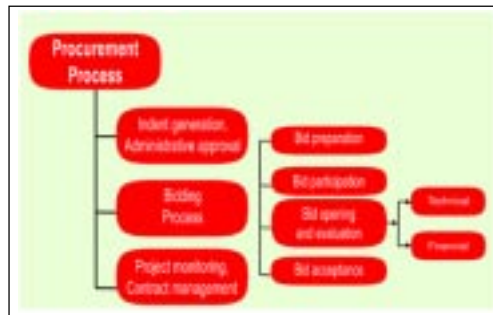 Procurement
Process
Indent generation,
Administrative approval
Bidding
Process
Project monitoring,
Contract management
Bid preparation
Bid participation
Bid opening
and evaluation
Bid acceptance
Technical
Financial